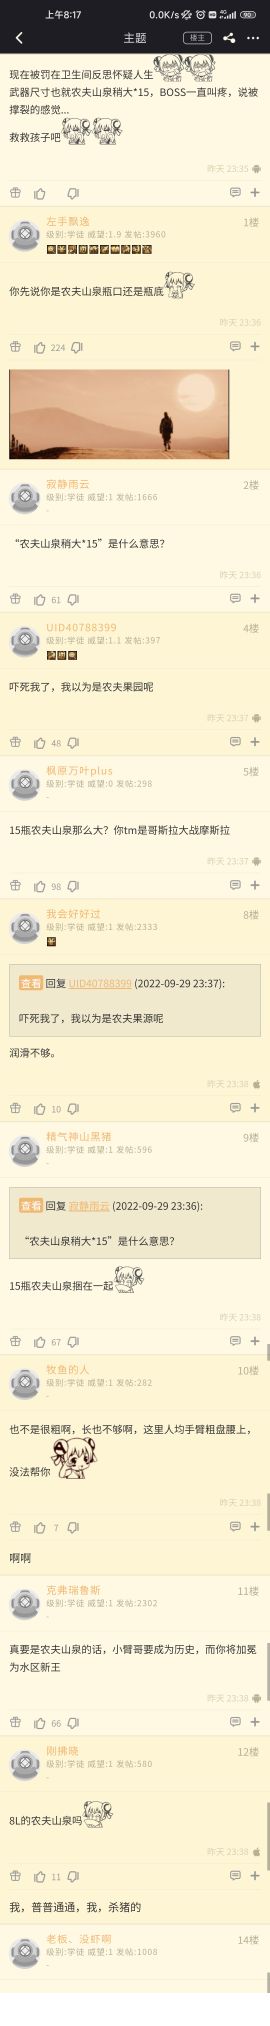 上午8:17
0.0K/s
90
主题
楼主
现在被罚在卫生间反思怀疑人生
武器尺寸也就农夫山泉稍大*15，BOSS一直叫疼，说被
撑裂的感觉...
救救孩子吧
昨天 23:35
左手飘逸
1楼
级别:学徒 威望:1.9 发帖:3960
你先说你是农夫山泉瓶口还是瓶底
昨天 23:36
224
寂静雨云
2楼
级别:学徒 威望:1 发帖:1666
-
“农夫山泉稍大*15”是什么意思？
昨天 23:36
61
UID40788399
4楼
级别:学徒 威望:1.1 发帖:397
吓死我了，我以为是农夫果园呢
昨天 23:37
48
枫原万叶plus
5楼
级别:学徒 威望:0 发帖:298
-
15瓶农夫山泉那么大？你tm是哥斯拉大战摩斯拉
昨天 23:37
98
我会好好过
8楼
级别:学徒 威望:1 发帖:2333
查看 回复 UID40788399 (2022-09-29 23:37):
吓死我了，我以为是农夫果源呢
润滑不够。
昨天 23:38
10
精气神山黑猪
9楼
级别:学徒 威望:1 发帖:596
-
查看 回复 寂静雨云 (2022-09-29 23:36):
“农夫山泉稍大*15”是什么意思？
15瓶农夫山泉捆在一起
昨天 23:38
67
牧鱼的人
10楼
级别:学徒 威望:1 发帖:282
-
也不是很粗啊，长也不够啊，这里人均手臂粗盘腰上，
没法帮你
昨天 23:38
7
啊啊
克弗瑞鲁斯
11楼
级别:学徒 威望:1 发帖:2302
-
真要是农夫山泉的话，小臂哥要成为历史，而你将加冕
为水区新王
昨天 23:38
66
刚拂晓
12楼
级别:学徒 威望:1 发帖:580
-
8L的农夫山泉吗
昨天 23:38
11
我，普普通通，我，杀猪的
老板、没虾啊
14楼
级别:学徒 威望:1 发帖:1008
-